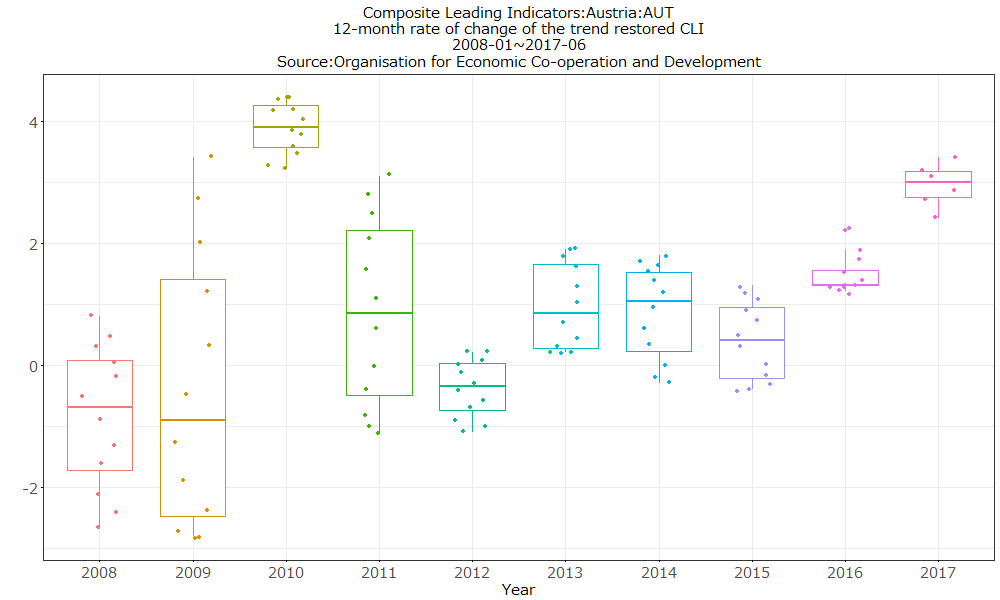 Composite Leading Indicators:Austria:AUT
12-month rate of change of the trend restored CLI
2008-01~2017-06
Source:Organisation for Economic Co-operation and Development
4
2
0
-2
2008 2009 2010 2011 2012 2013 2014 2015 2016 2017
Year